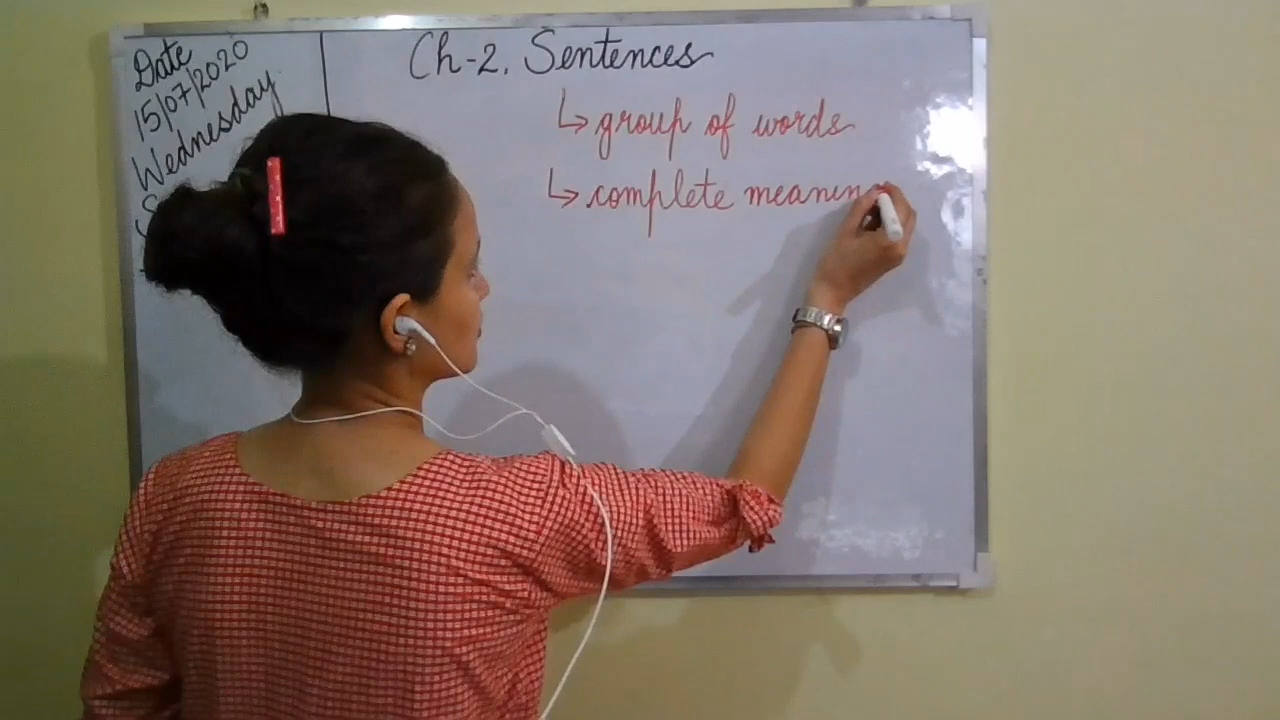 Date
15/07/2020
Wednesday
Ch-2. Sentences
↳ group of words
↳ complete meanin